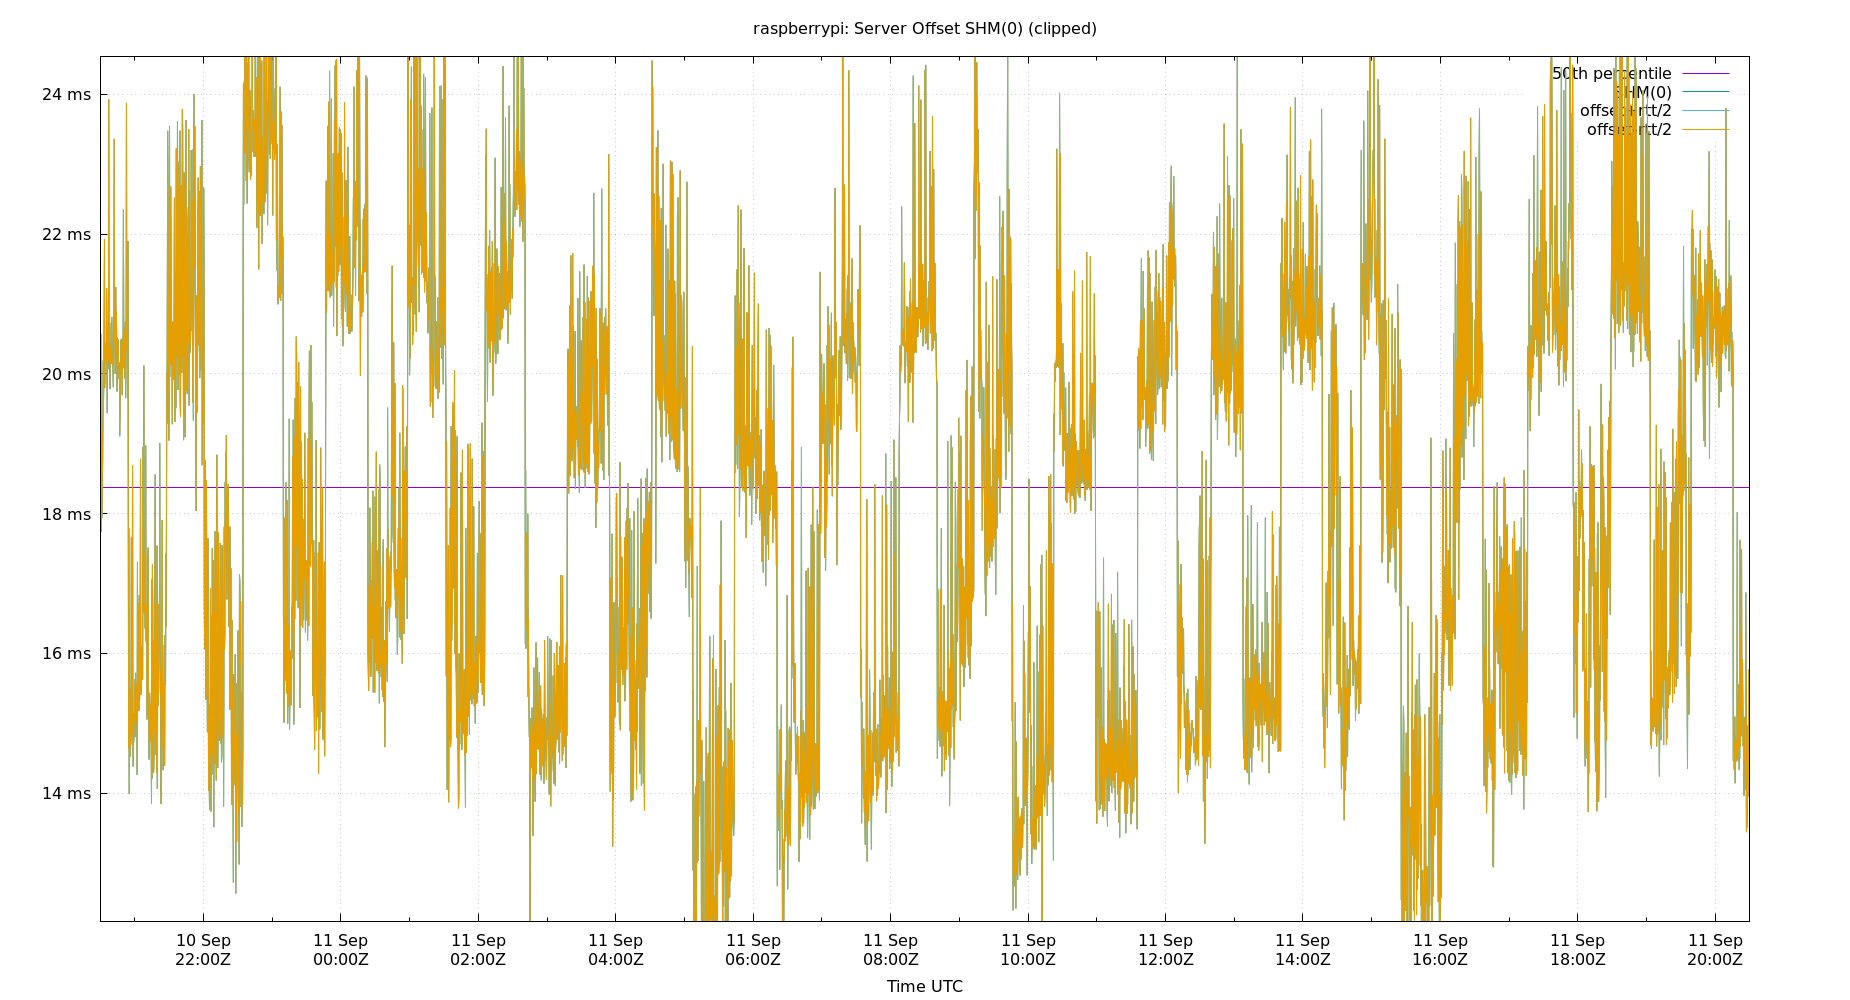 raspberrypi: Server Offset SHM(0) (clipped)
50th percentile
SHM(0)
offset+rtt/2
offset-rtt/2
24 ms
22 ms
20 ms
18 ms
16 ms
14 ms
10 Sep 11 Sep 11 Sep 11 Sep 11 Sep 11 Sep 11 Sep 11 Sep 11 Sep 11 Sep 11 Sep 11 Sep
22:00Z 00:00Z 02:00Z 04:00Z 06:00Z 08:00Z 10:00Z 12:00Z 14:00Z 16:00Z 18:00Z 20:00Z
Time UTC